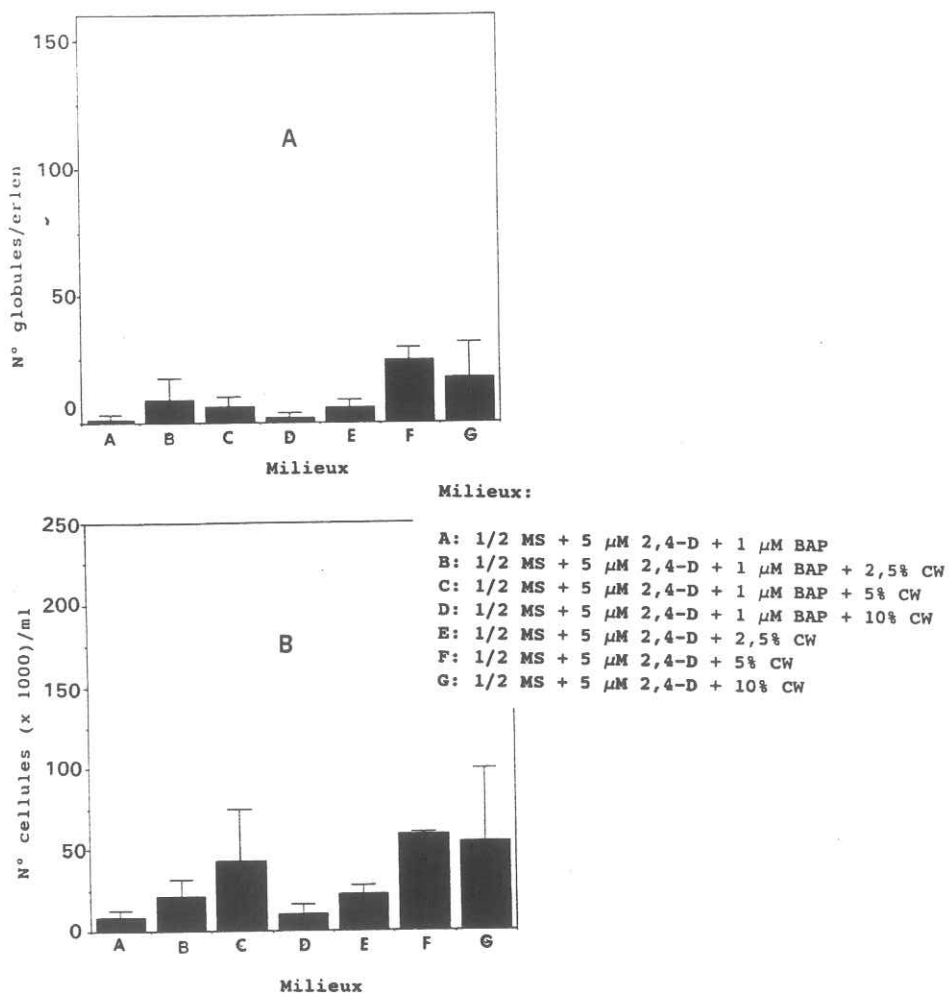 150
A
100
N° globules/erlen
50
0
A B C D E F G
Milieux
Milieux:
A: 1/2 MS + 5 µM 2,4-D + 1 µM BAP
B: 1/2 MS + 5 µM 2,4-D + 1 µM BAP + 2,5% CW
C: 1/2 MS + 5 µM 2,4-D + 1 µM BAP + 5% CW
D: 1/2 MS + 5 µM 2,4-D + 1 µM BAP + 10% CW
E: 1/2 MS + 5 µM 2,4-D + 2,5% CW
F: 1/2 MS + 5 µM 2,4-D + 5% CW
G: 1/2 MS + 5 µM 2,4-D + 10% CW
250
200
B
150
N° cellules (x 1000)/ml
100
50
0
A B C D E F G
Milieux